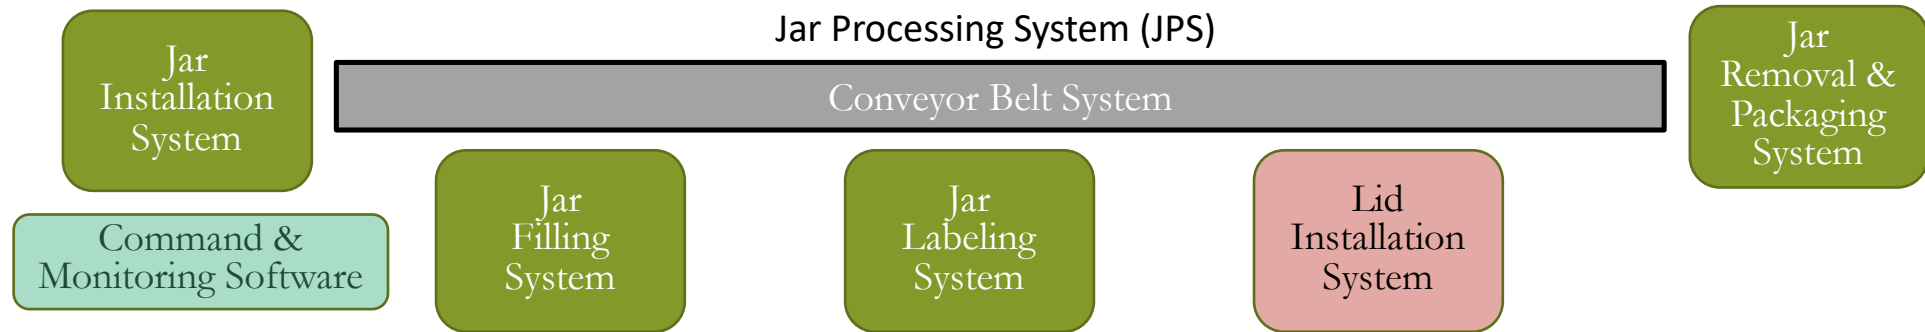 Jar Processing System (JPS)
Jar
Installation
System
Conveyor Belt System
Jar
Removal &
Packaging
System
Command &
Monitoring Software
Jar
Filling
System
Jar
Labeling
System
Lid
Installation
System